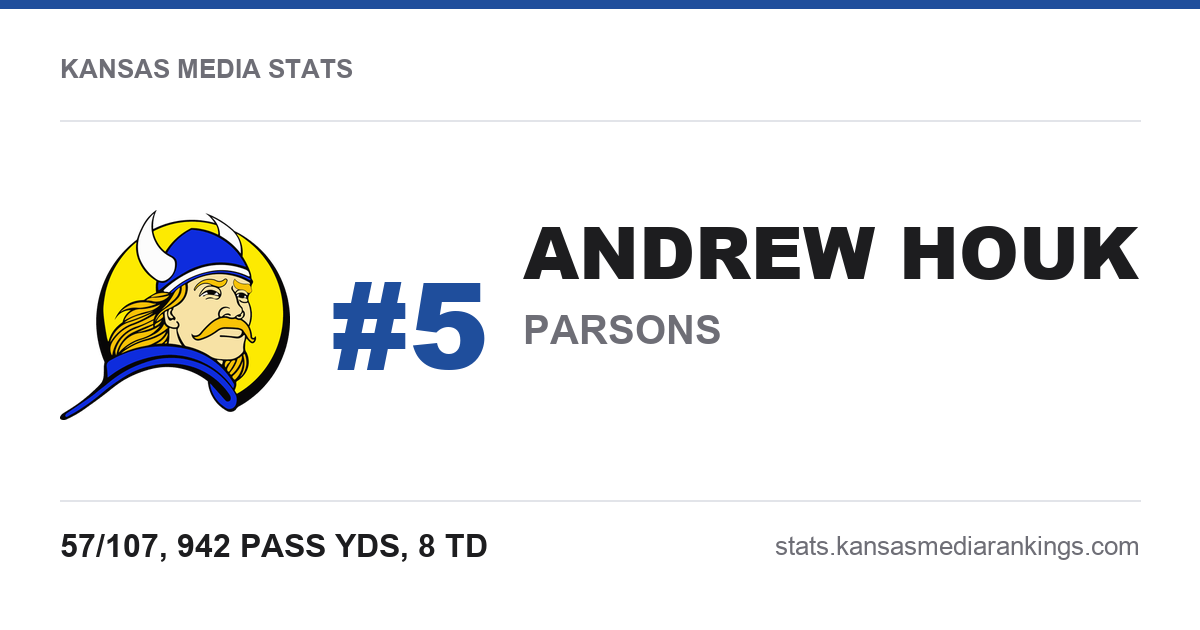 KANSAS MEDIA STATS
#5
ANDREW HOUK
PARSONS
57/107, 942 PASS YDS, 8 TD
stats.kansasmediarankings.com